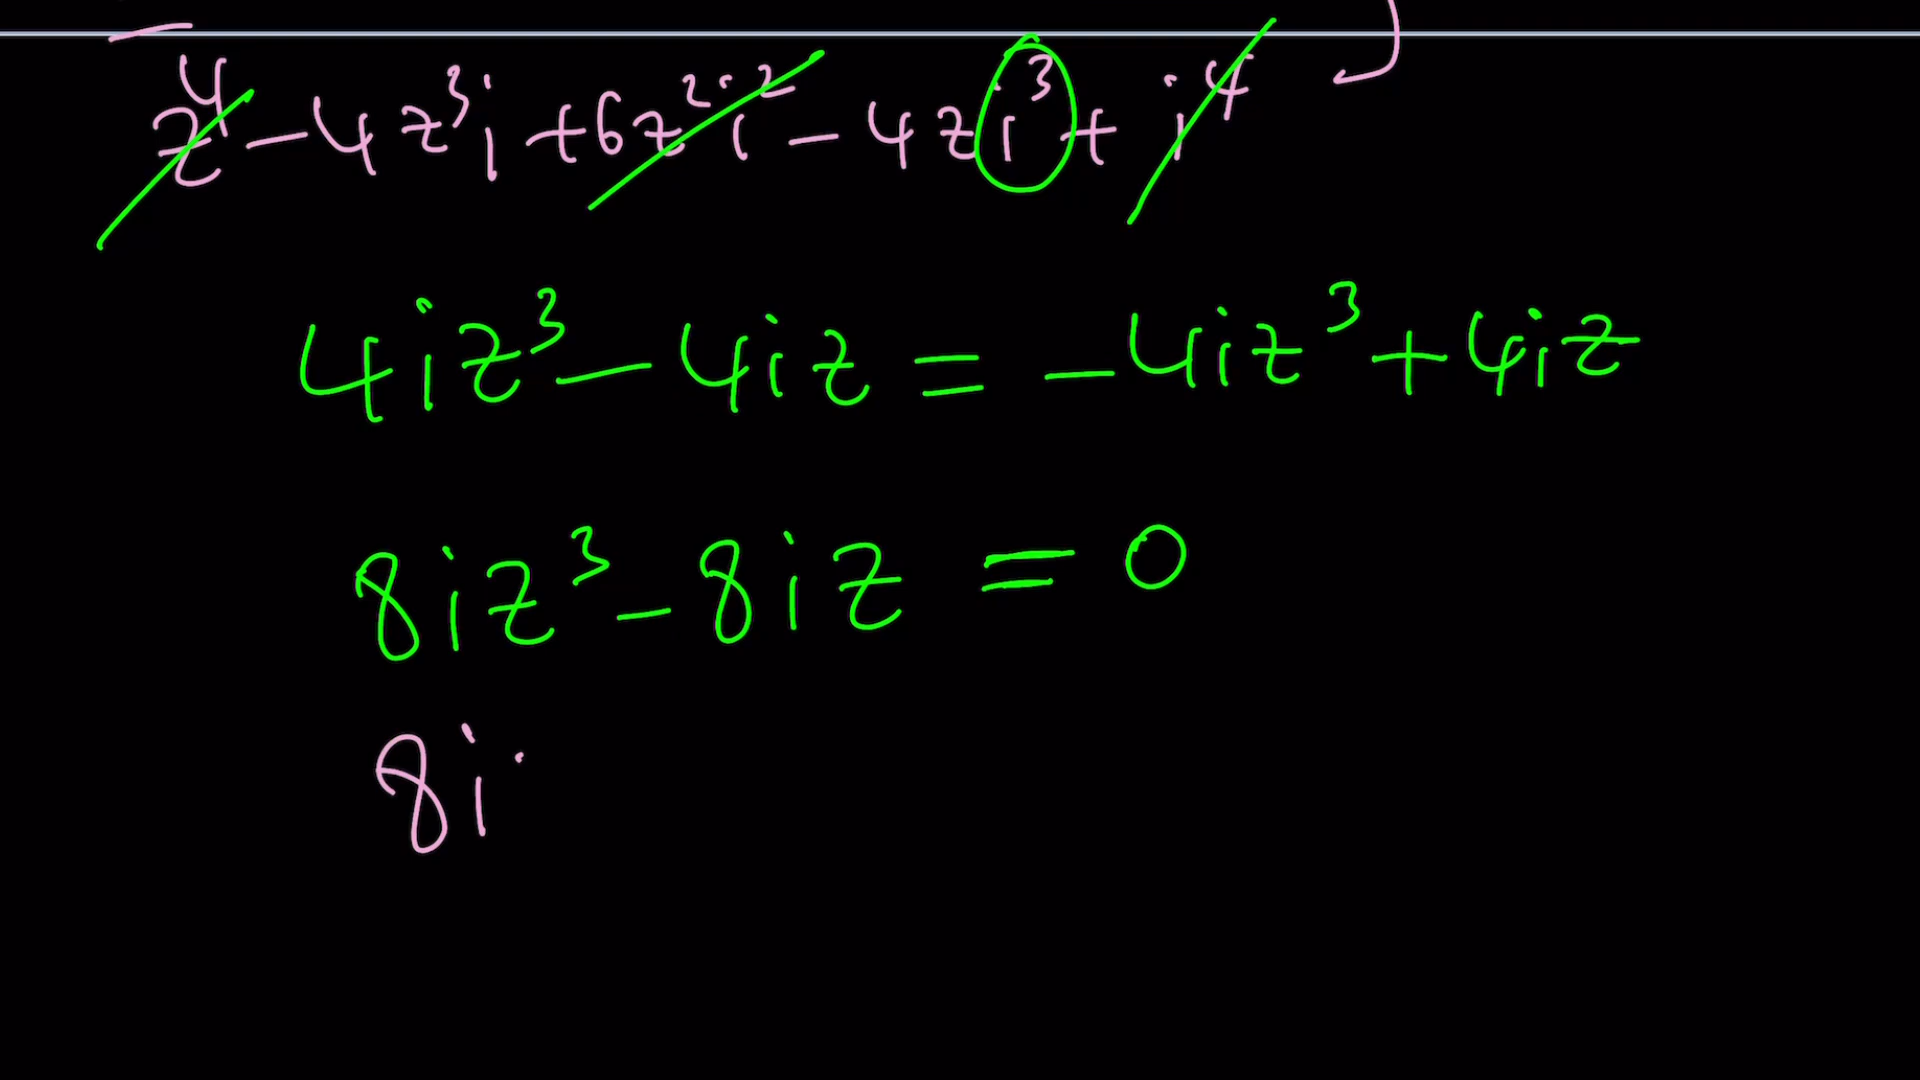 z⁴ − 4z³i + 6z²i² − 4zi³ + i⁴
4iz³ − 4iz = −4iz³ + 4iz
8iz³ − 8iz = 0
8i